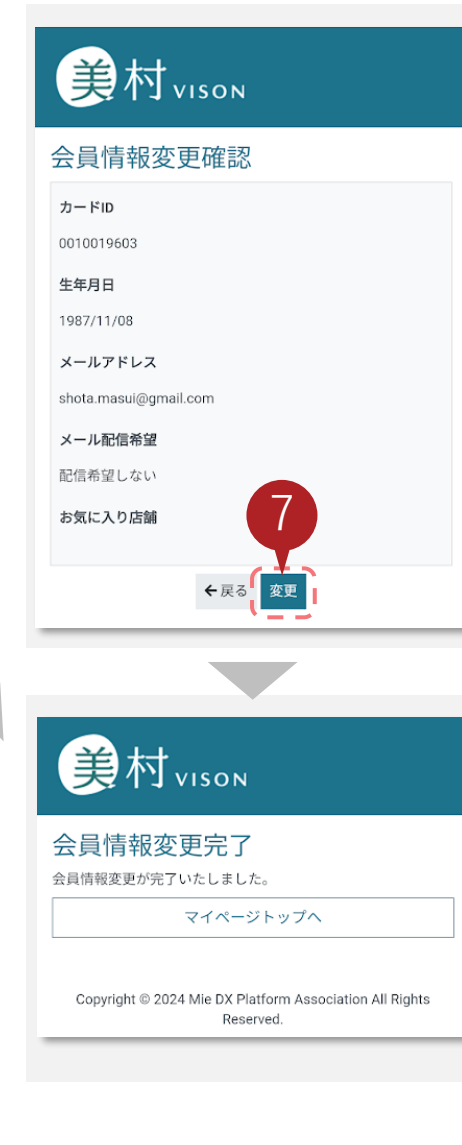 美村 VISON
会員情報変更確認
カードID
0010019603
生年月日
1987/11/08
メールアドレス
shota.masui@gmail.com
メール配信希望
配信希望しない
お気に入り店舗
7
←戻る 変更
美村 VISON
会員情報変更完了
会員情報変更が完了いたしました。
マイページトップへ
Copyright © 2024 Mie DX Platform Association All Rights
Reserved.